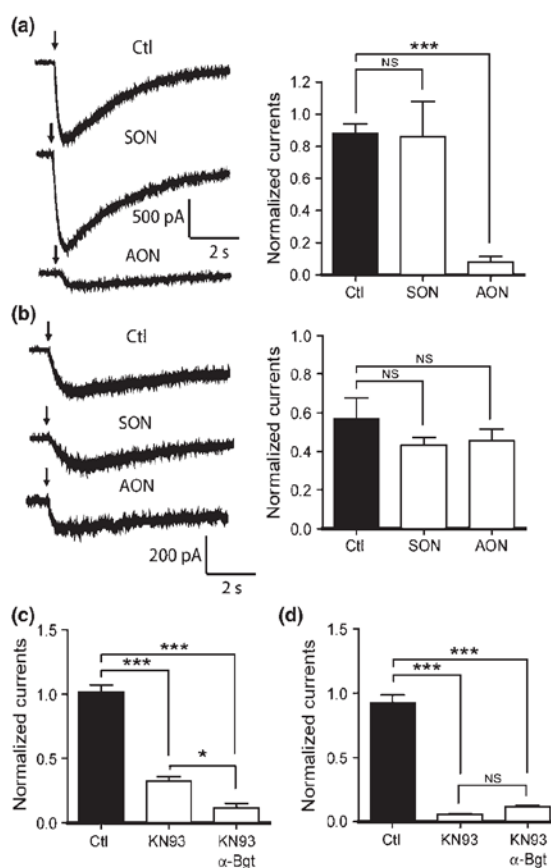 (a)
Ctl
SON
500 pA
2 s
AON
Normalized currents
1.2
1.0
0.8
0.6
0.4
0.2
0.0
***
NS
Ctl SON AON
(b)
Ctl
SON
AON
200 pA
2 s
Normalized currents
1.0
0.8
0.6
0.4
0.2
0.0
NS
NS
Ctl SON AON
(c)
Normalized currents
1.5
1.0
0.5
0.0
***
***
*
Ctl KN93 KN93
α-Bgt
(d)
Normalized currents
1.5
1.0
0.5
0.0
***
***
NS
Ctl KN93 KN93
α-Bgt